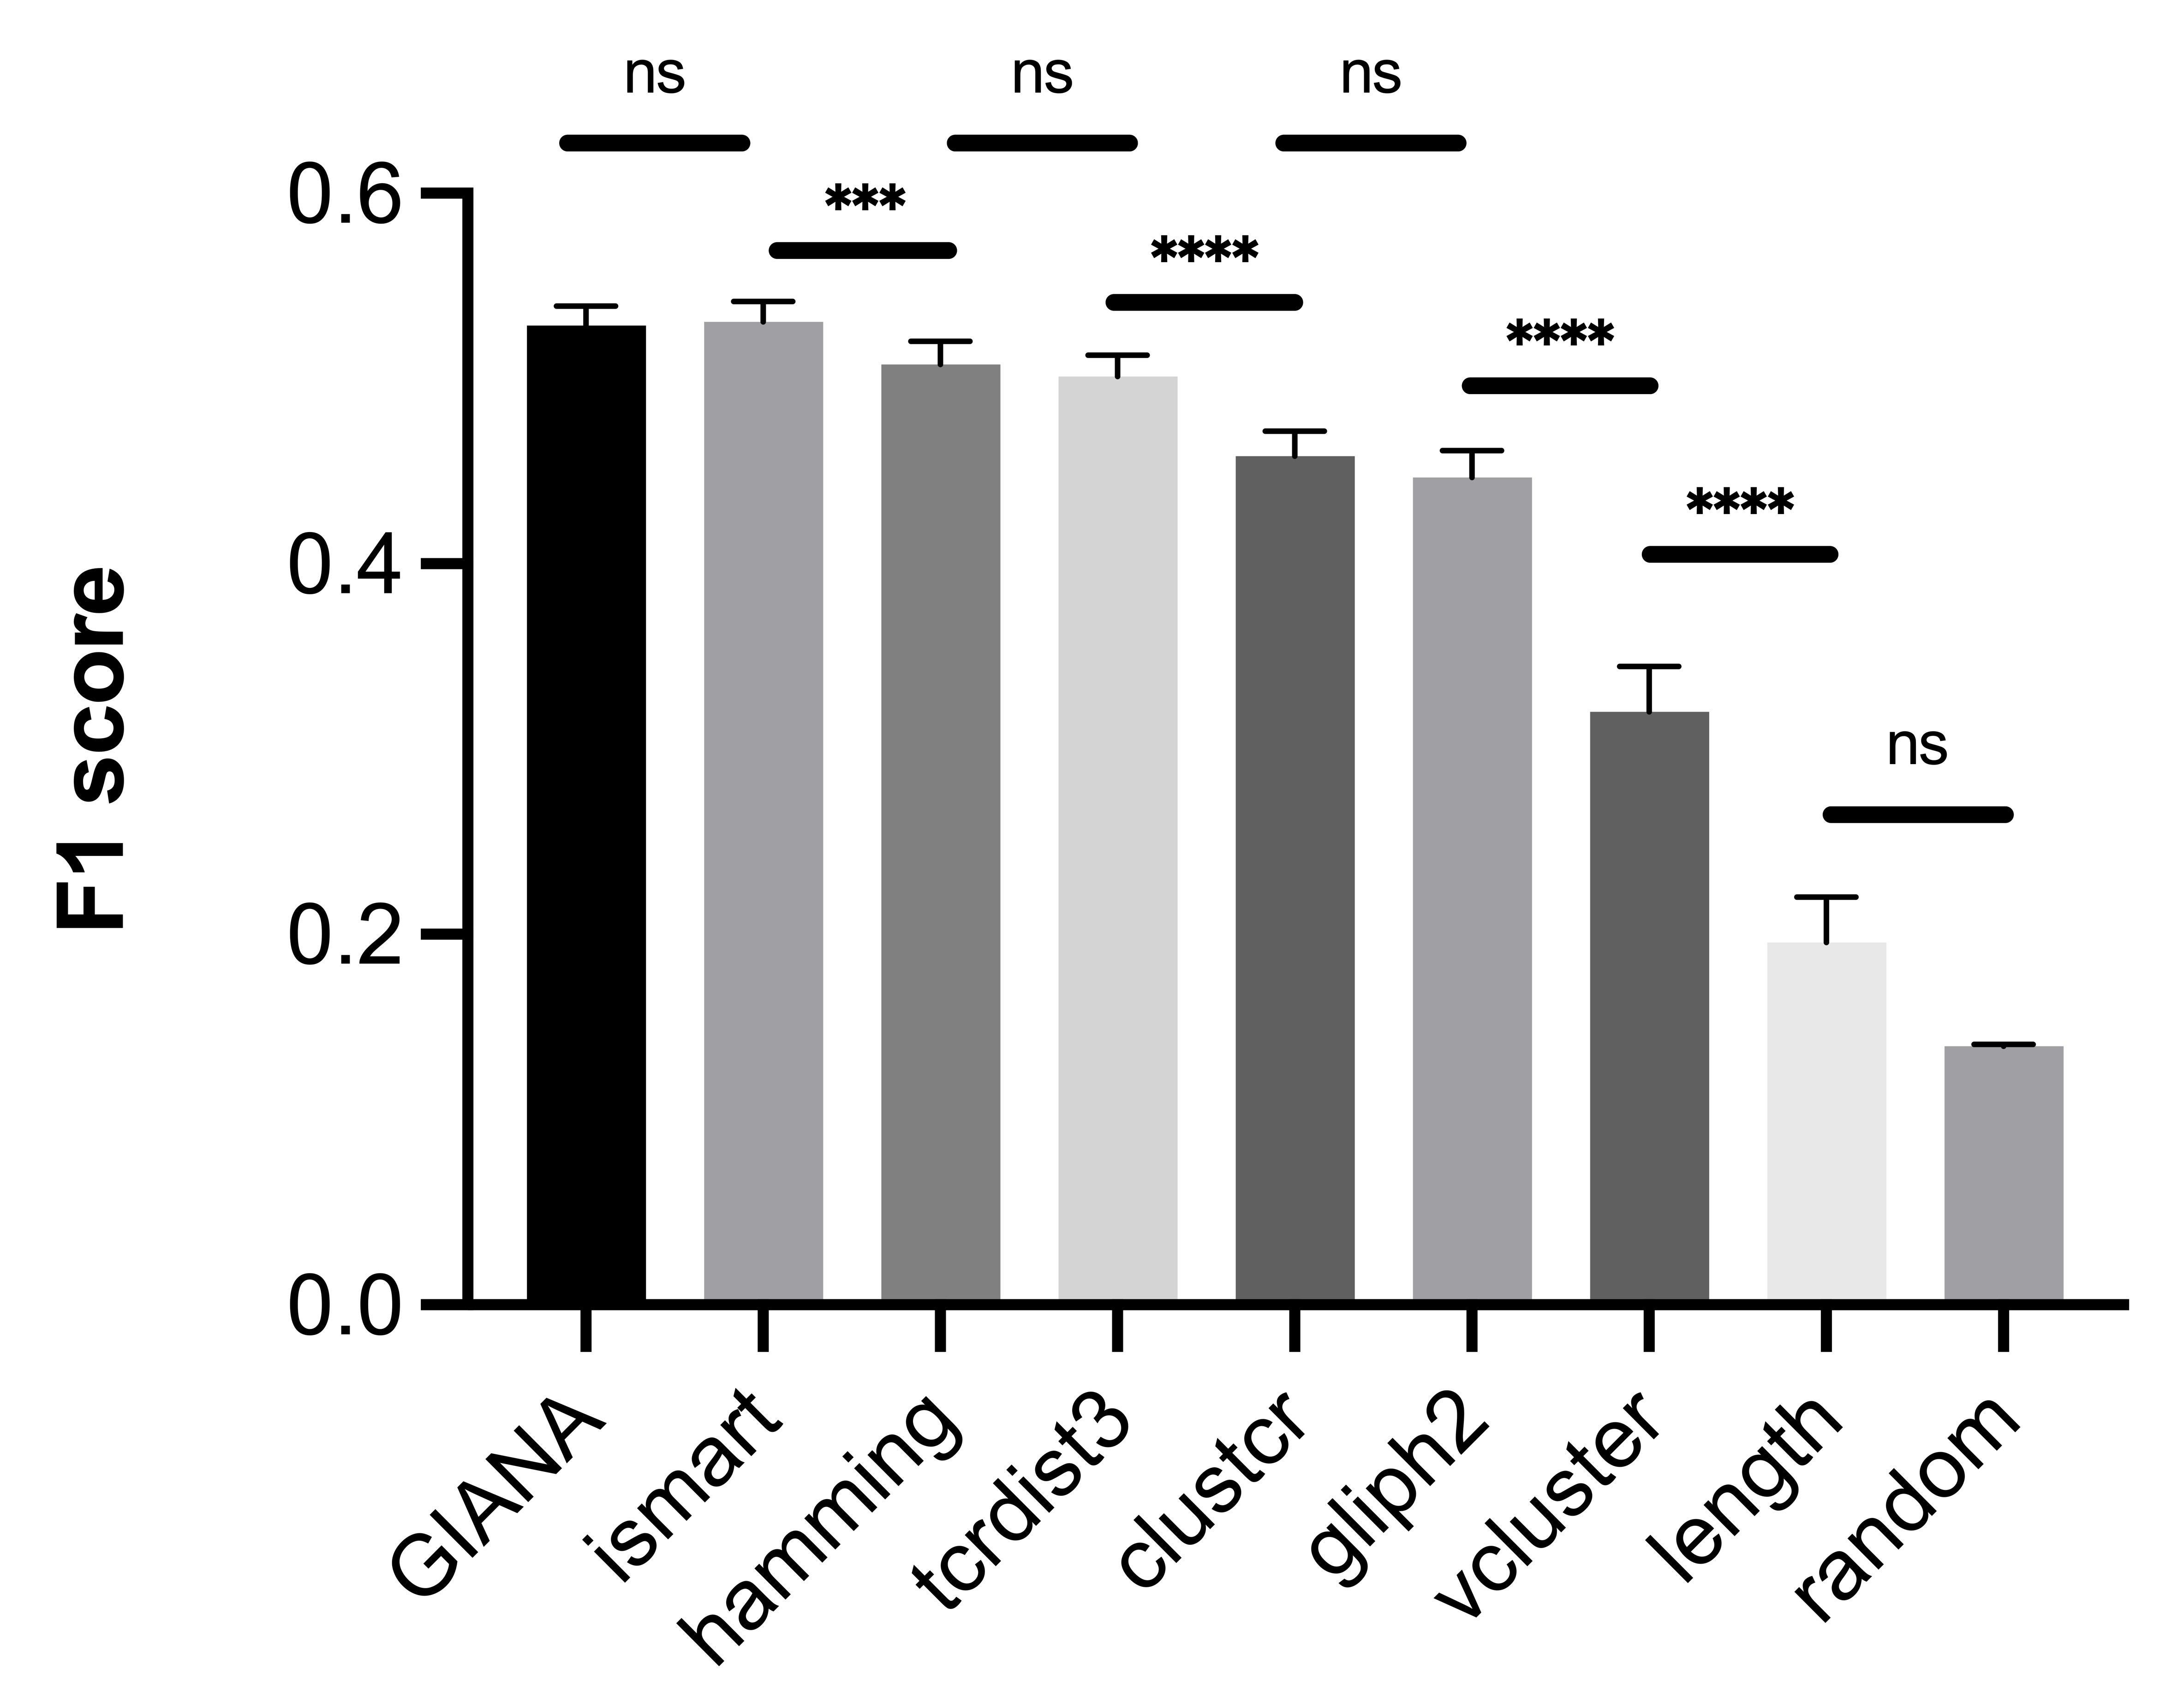 ns
ns
ns
0.6
***
****
****
0.4
****
F1 score
ns
0.2
0.0
GIANA
ismart
hamming
tcrdist3
clustcr
gliph2
vcluster
length
random